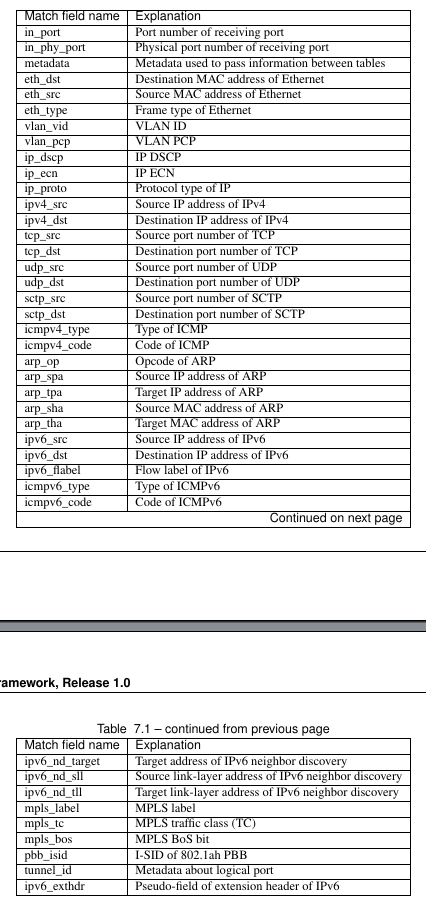 Match field name Explanation
in_port Port number of receiving port
in_phy_port Physical port number of receiving port
metadata Metadata used to pass information between tables
eth_dst Destination MAC address of Ethernet
eth_src Source MAC address of Ethernet
eth_type Frame type of Ethernet
vlan_vid VLAN ID
vlan_pcp VLAN PCP
ip_dscp IP DSCP
ip_ecn IP ECN
ip_proto Protocol type of IP
ipv4_src Source IP address of IPv4
ipv4_dst Destination IP address of IPv4
tcp_src Source port number of TCP
tcp_dst Destination port number of TCP
udp_src Source port number of UDP
udp_dst Destination port number of UDP
sctp_src Source port number of SCTP
sctp_dst Destination port number of SCTP
icmpv4_type Type of ICMP
icmpv4_code Code of ICMP
arp_op Opcode of ARP
arp_spa Source IP address of ARP
arp_tpa Target IP address of ARP
arp_sha Source MAC address of ARP
arp_tha Target MAC address of ARP
ipv6_src Source IP address of IPv6
ipv6_dst Destination IP address of IPv6
ipv6_flabel Flow label of IPv6
icmpv6_type Type of ICMPv6
icmpv6_code Code of ICMPv6
Continued on next page
ramework, Release 1.0
Table 7.1 – continued from previous page
Match field name Explanation
ipv6_nd_target Target address of IPv6 neighbor discovery
ipv6_nd_sll Source link-layer address of IPv6 neighbor discovery
ipv6_nd_tll Target link-layer address of IPv6 neighbor discovery
mpls_label MPLS label
mpls_tc MPLS traffic class (TC)
mpls_bos MPLS BoS bit
pbb_isid I-SID of 802.1ah PBB
tunnel_id Metadata about logical port
ipv6_exthdr Pseudo-field of extension header of IPv6